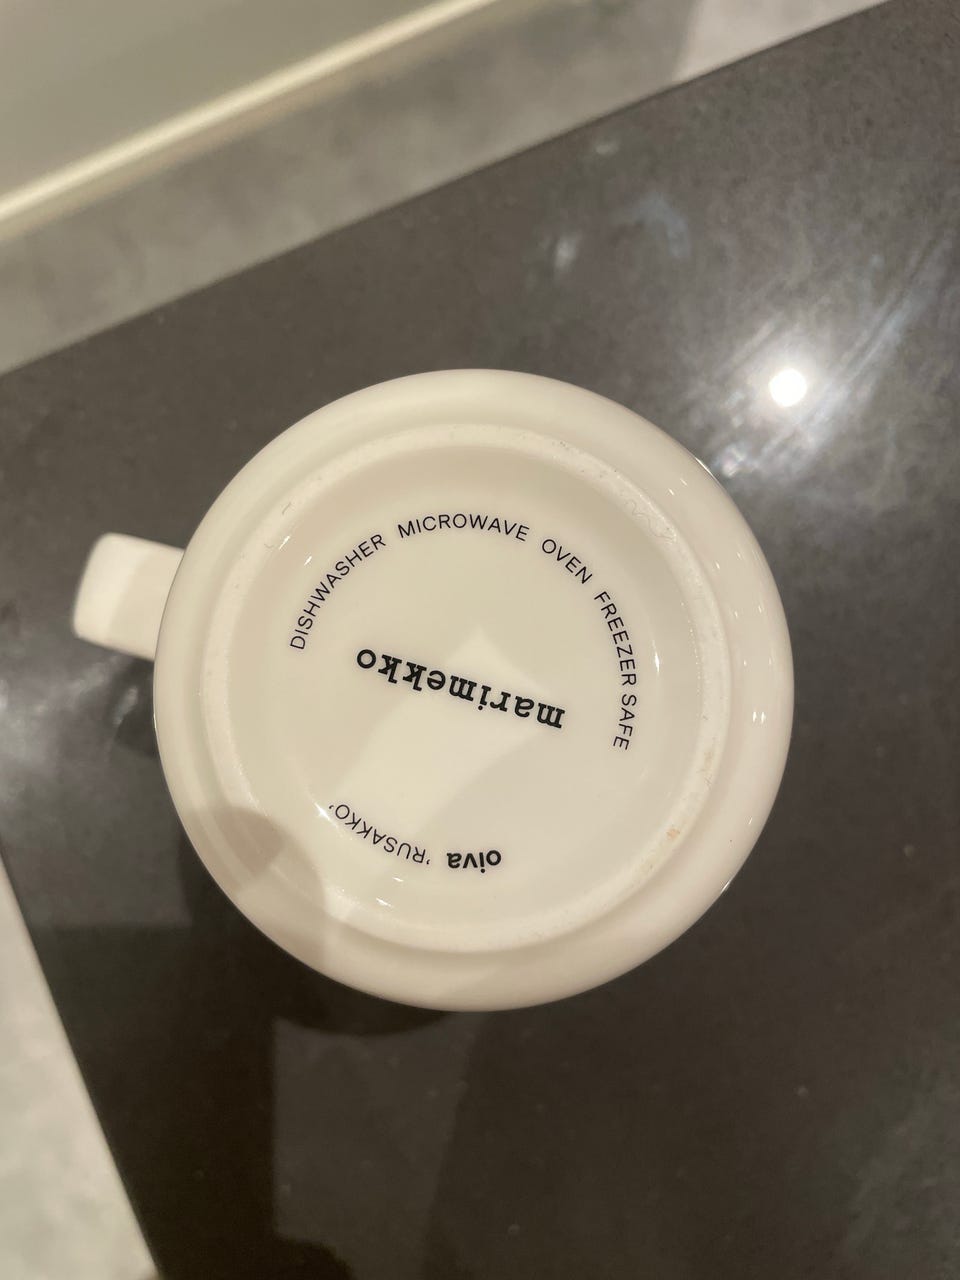 DISHWASHER MICROWAVE OVEN FREEZER SAFE
marimekko
oiva 'RUSAKKO'